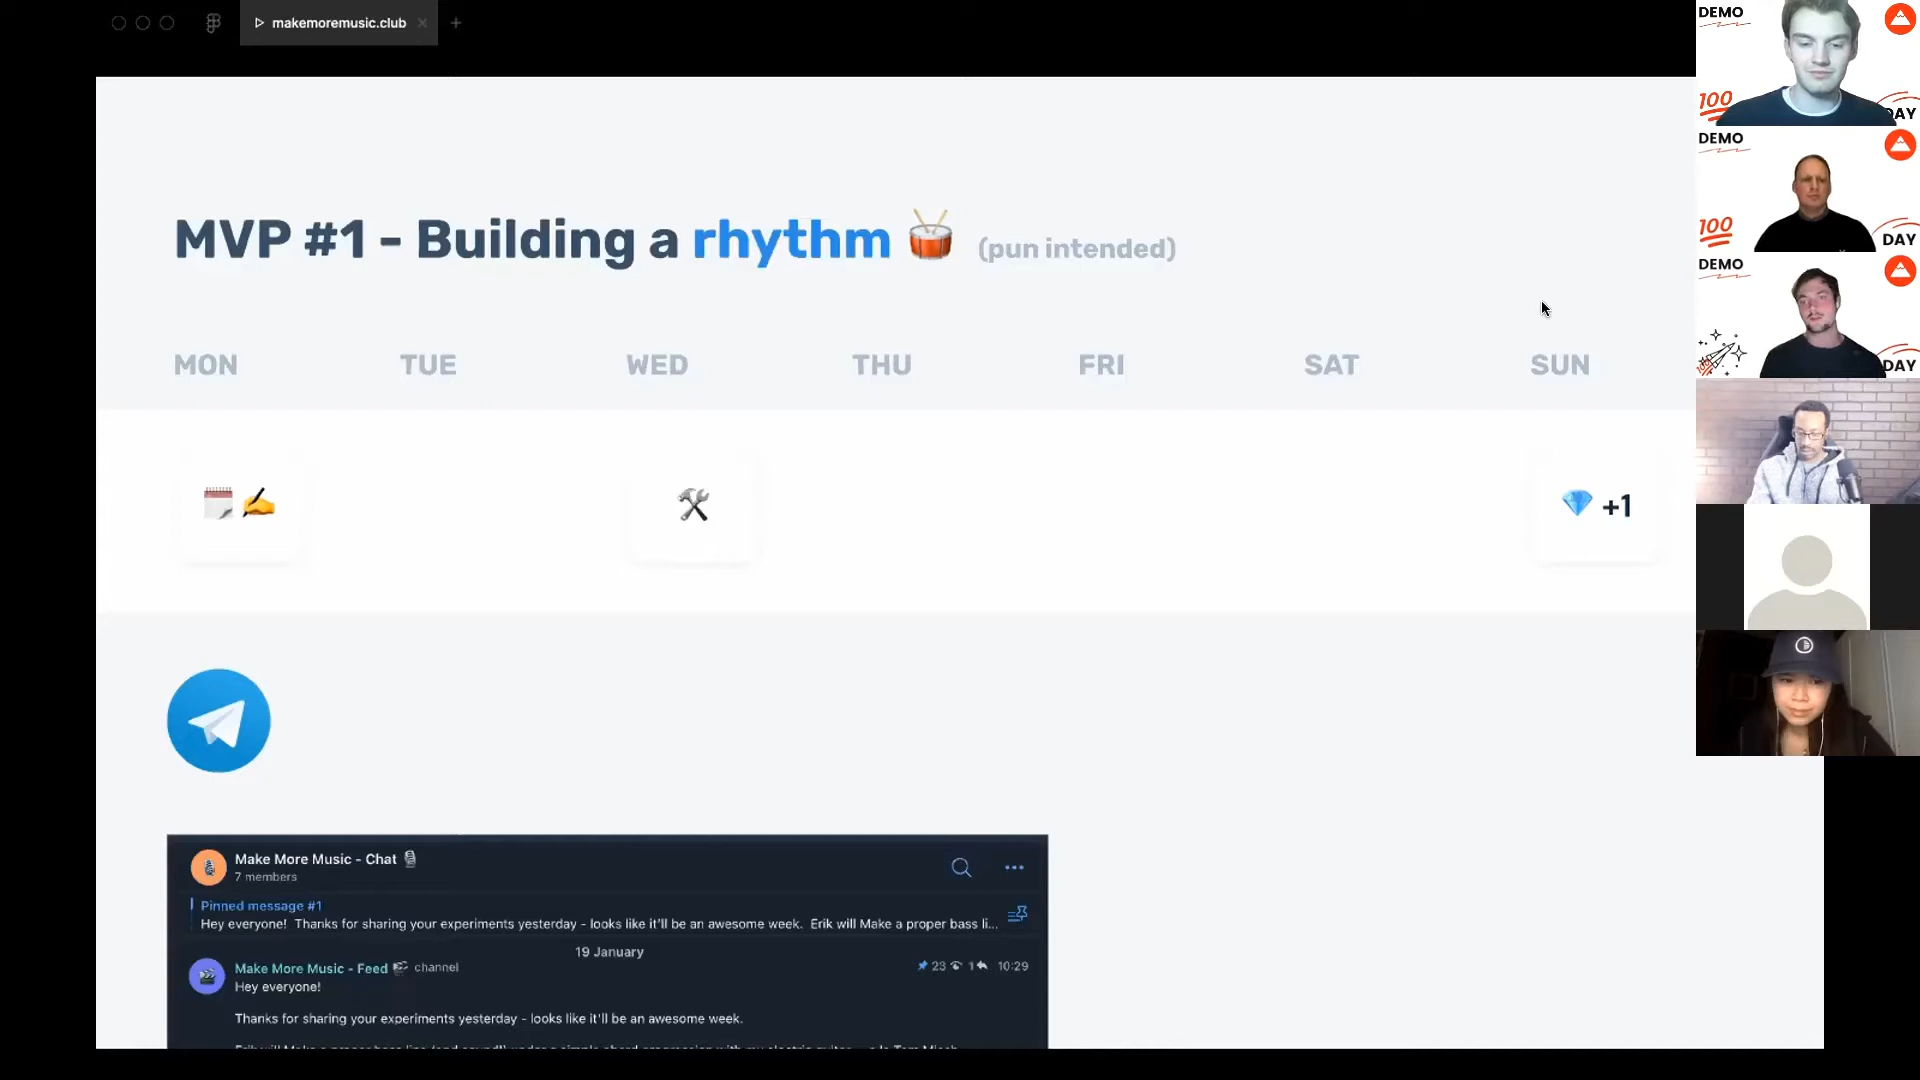 makemoremusic.club
MVP #1 - Building a rhythm (pun intended)
MON TUE WED THU FRI SAT SUN
+1
Make More Music - Chat
7 members
Pinned message #1
Hey everyone! Thanks for sharing your experiments yesterday - looks like it'll be an awesome week. Erik will Make a proper bass li...
19 January
Make More Music - Feed channel
23 1 10:29
Hey everyone!
Thanks for sharing your experiments yesterday - looks like it'll be an awesome week.
DEMO
100
DAY
DEMO
100
DAY
DEMO
DAY